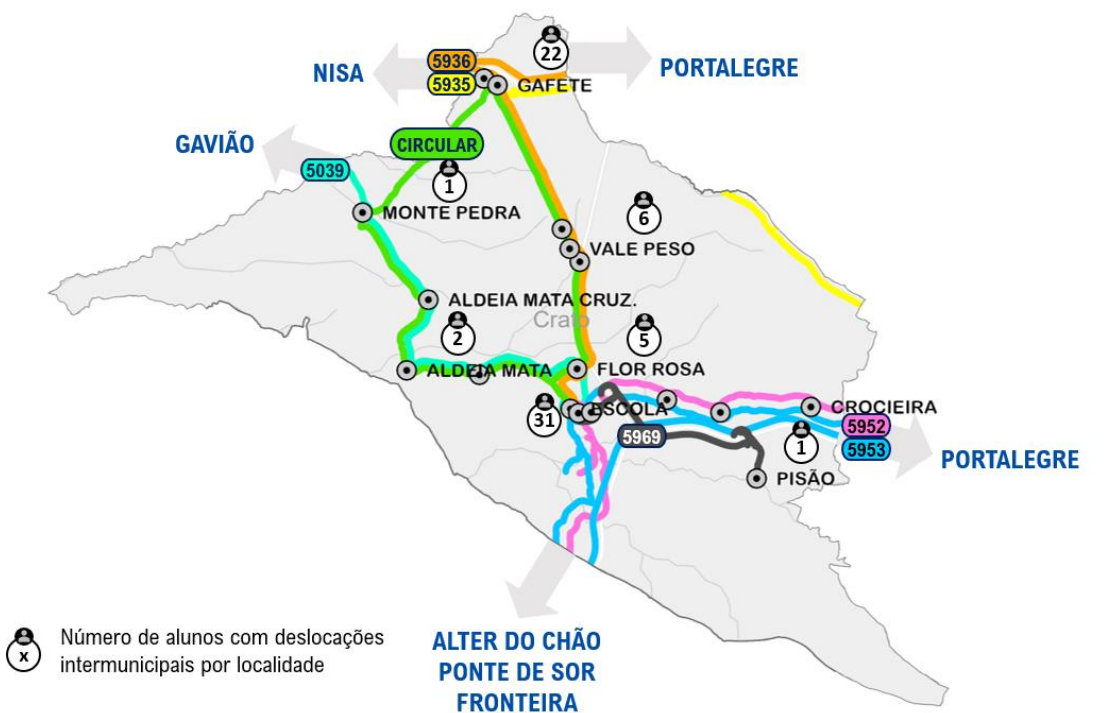 22
5936
NISA
PORTALEGRE
5935
GAFETE
GAVIÃO
CIRCULAR
5039
1
6
MONTE PEDRA
VALE PESO
ALDEIA MATA CRUZ.
Crato
2
5
ALDEIA MATA
FLOR ROSA
31
ESCOLA
CROCIEIRA
5952
5969
1
5953
PORTALEGRE
PISÃO
x
Número de alunos com deslocações
intermunicipais por localidade
ALTER DO CHÃO
PONTE DE SOR
FRONTEIRA